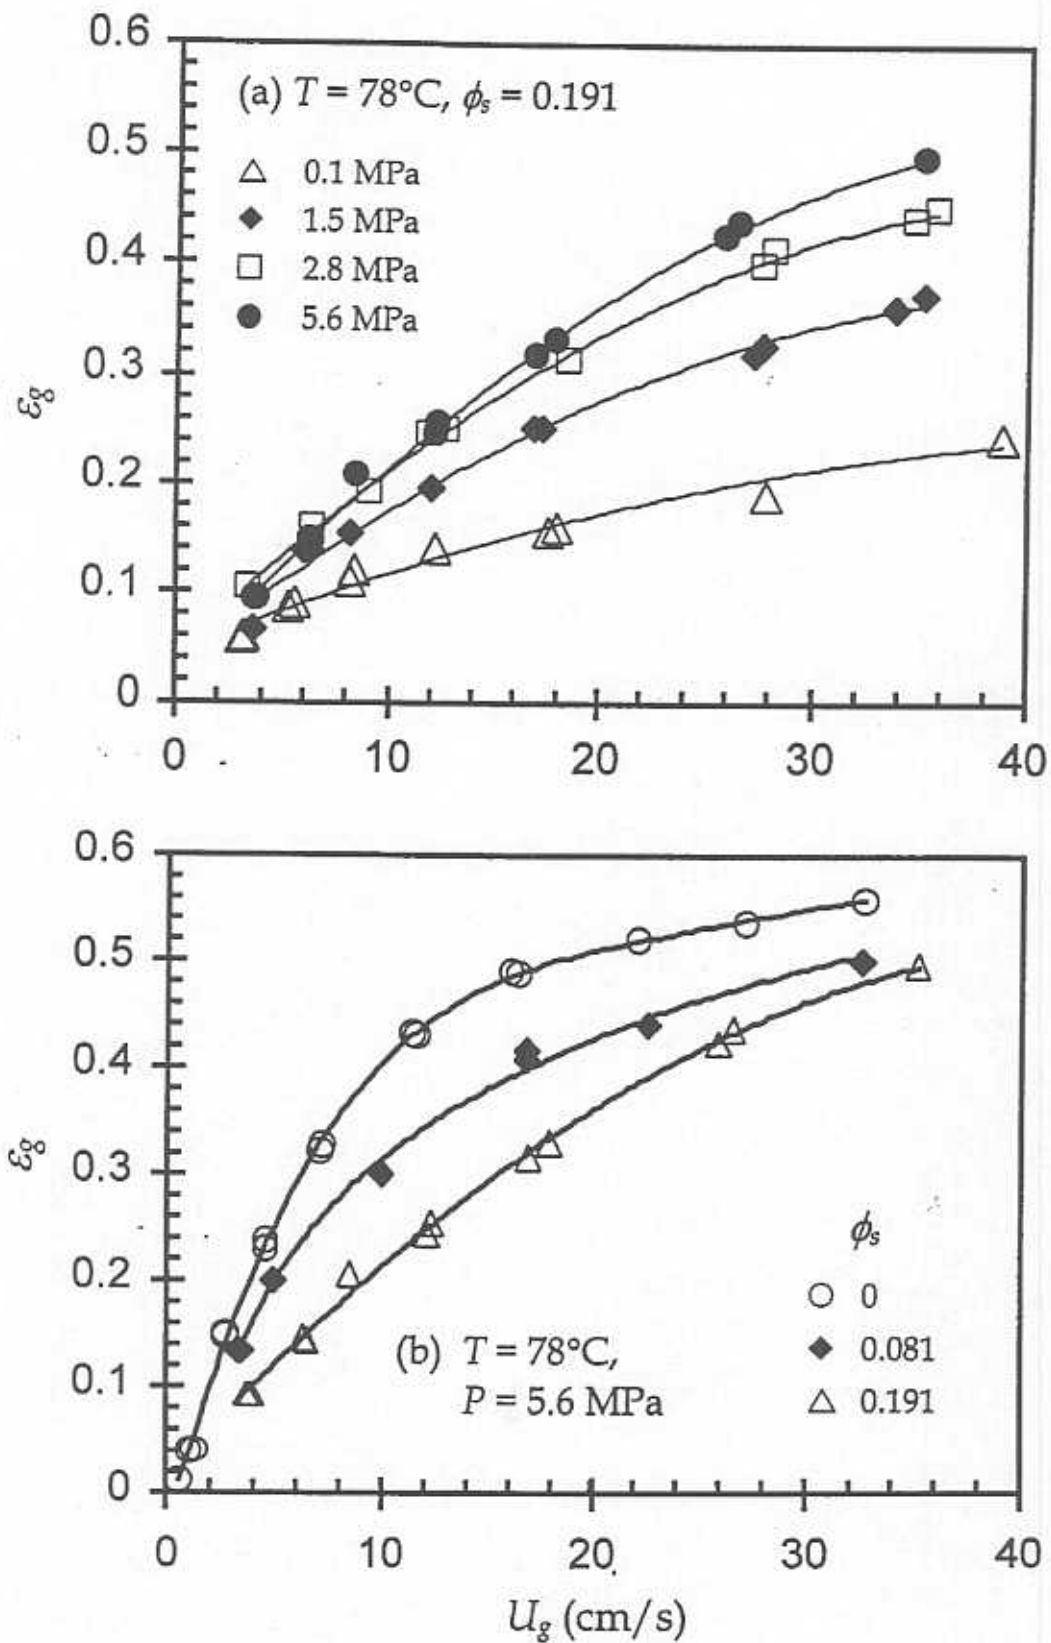 0.6
(a) T = 78°C, ϕs = 0.191
0.5
△ 0.1 MPa
◆ 1.5 MPa
0.4
□ 2.8 MPa
● 5.6 MPa
0.3
εg
0.2
0.1
0
0 10 20 30 40
0.6
0.5
0.4
εg
0.3
ϕs
0.2
○ 0
(b) T = 78°C,
◆ 0.081
P = 5.6 MPa
△ 0.191
0.1
0
0 10 20 30 40
Ug (cm/s)